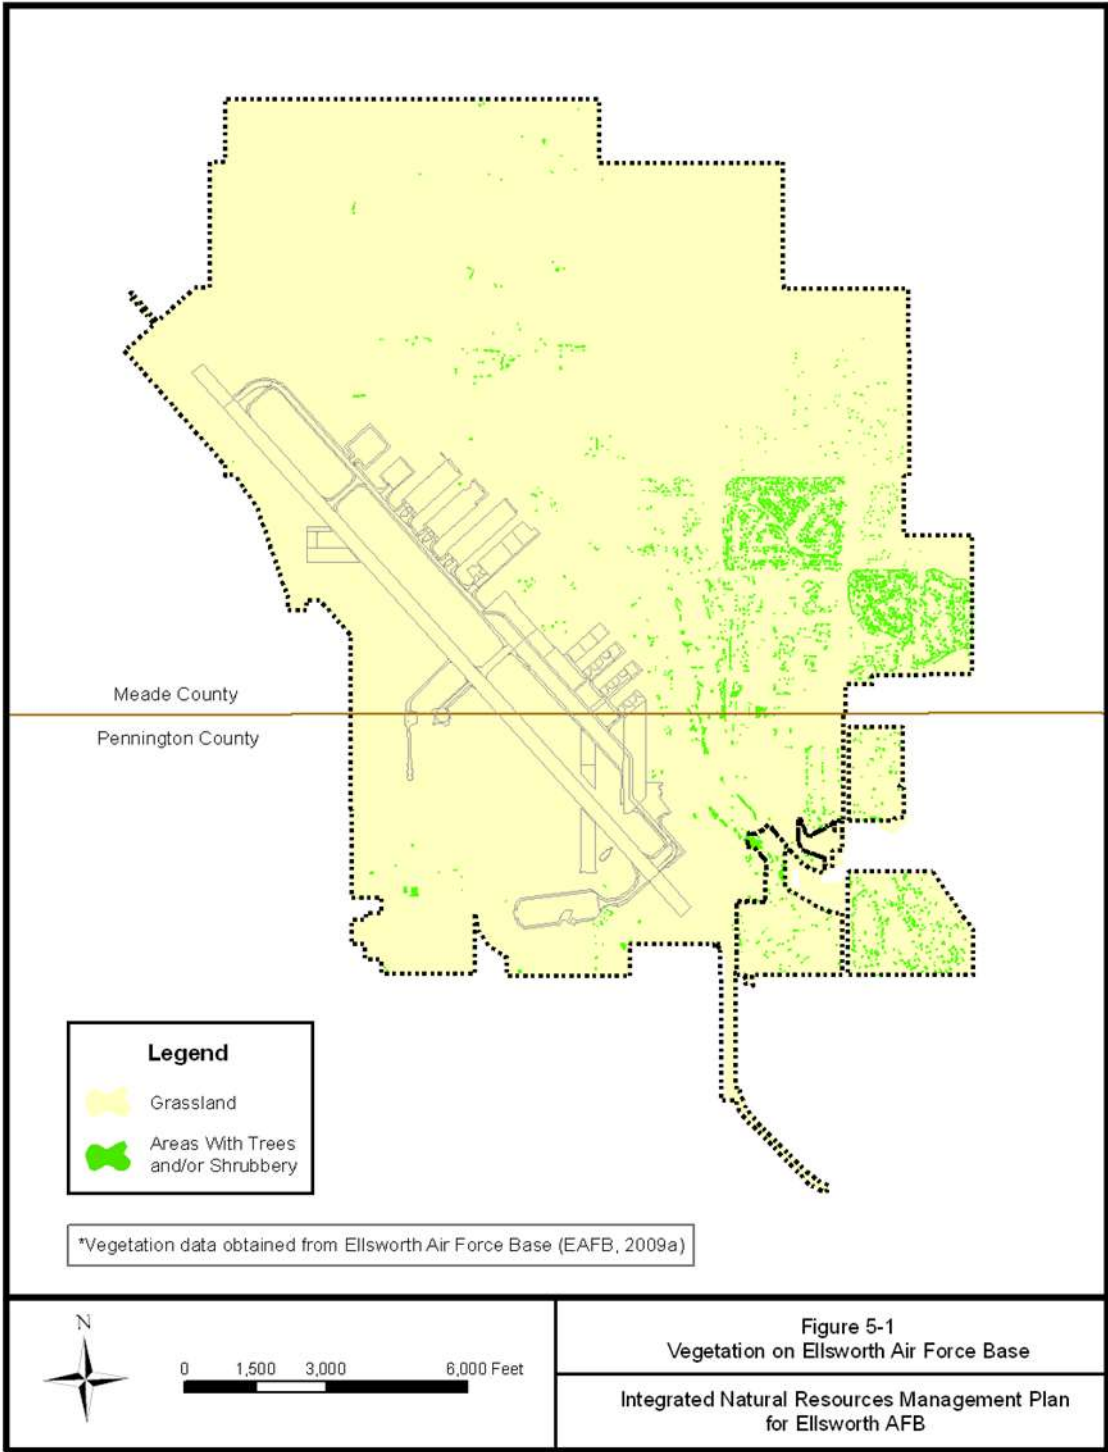 Meade County
Pennington County
Legend
Grassland
Areas With Trees
and/or Shrubbery
*Vegetation data obtained from Ellsworth Air Force Base (EAFB, 2009a)
N
0 1,500 3,000 6,000 Feet
Figure 5-1
Vegetation on Ellsworth Air Force Base
Integrated Natural Resources Management Plan
for Ellsworth AFB